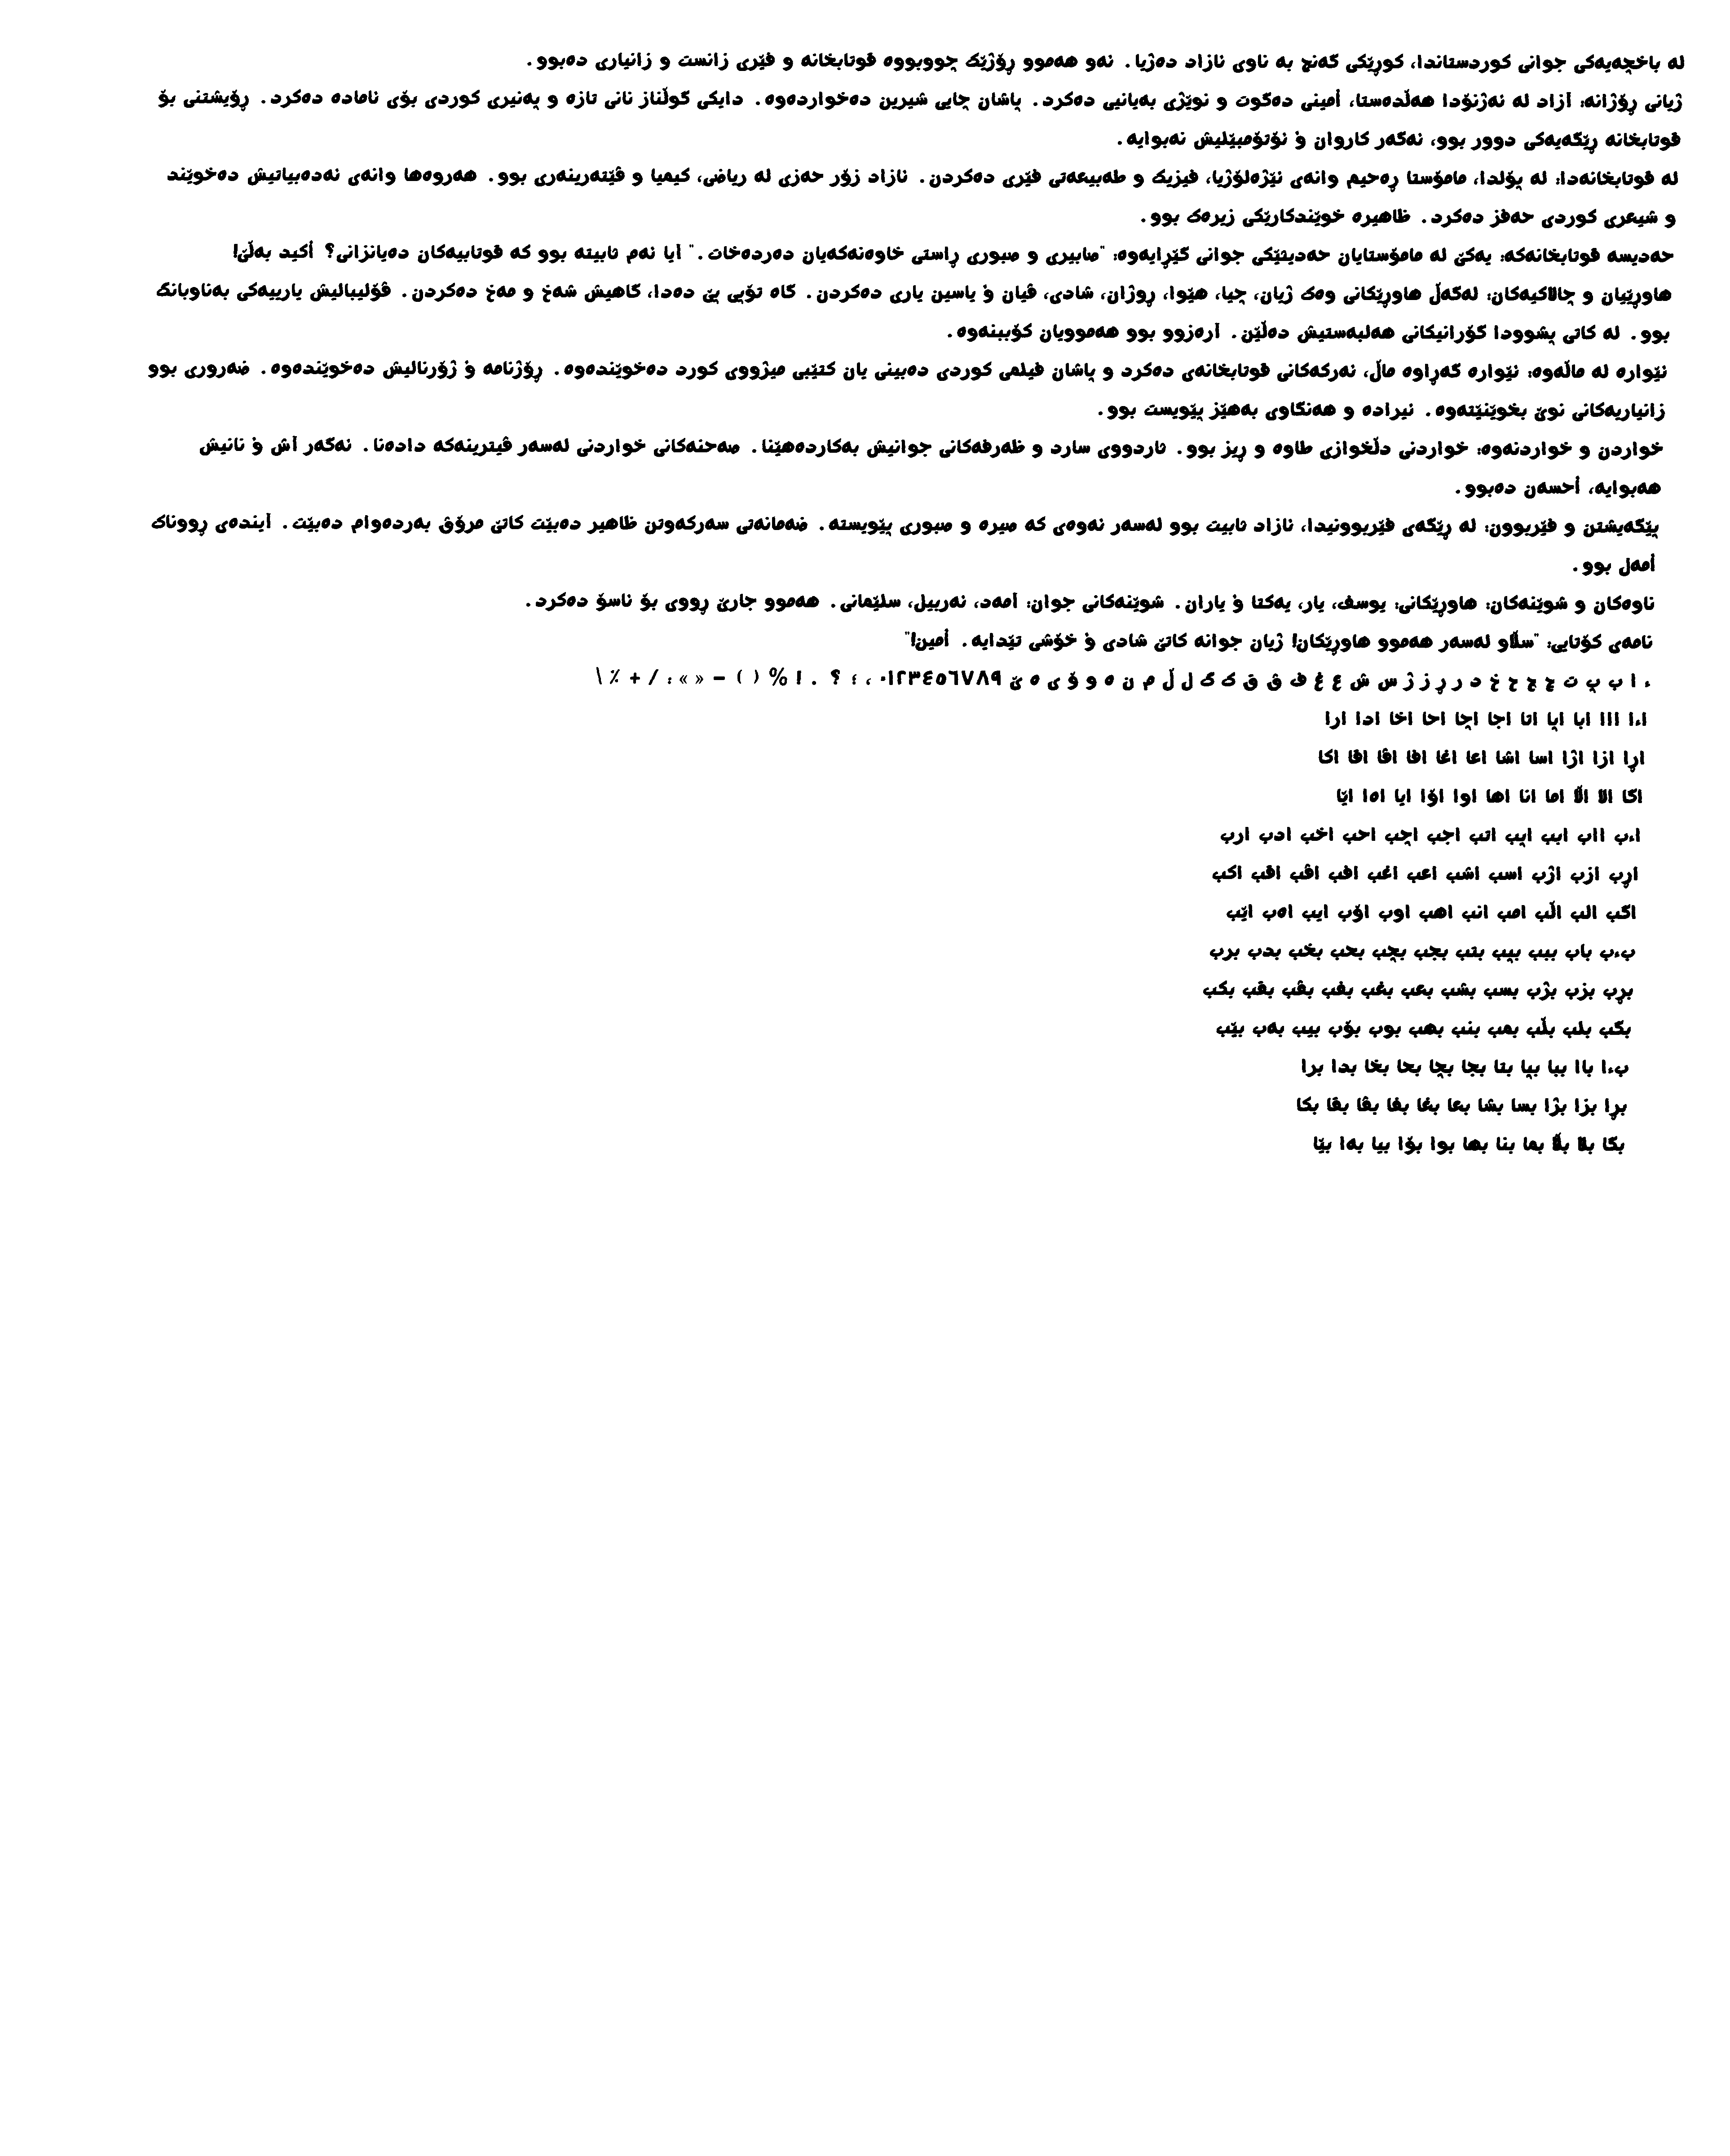 لە باخچەیەکی جوانی کوردستاندا، کوڕێکی گەنج بە ناوی ئازاد دەژیا. ئەو هەموو ڕۆژێک چووبووە قوتابخانە و فێری زانست و زانیاری دەبوو.
ژیانی ڕۆژانە: آزاد لە ئەژنۆدا هەڵدەستا، أمینی دەگوت و نوێژی بەیانیی دەکرد. پاشان چایی شیرین دەخواردەوە. دایکی گوڵناز نانی تازە و پەنیری کوردی بۆی ئامادە دەکرد. ڕۆیشتنی بۆ
قوتابخانە ڕێگەیەکی دوور بوو، ئەگەر کاروان و ئۆتۆمبێلیش نەبوایە.
لە قوتابخانەدا: لە پۆلدا، مامۆستا ڕەحیم وانەی ئێژەلۆژیا، فیزیک و طەبیعەتی فێری دەکردن. ئازاد زۆر حەزی لە ریاضی، کیمیا و ڤێتەرینەری بوو. هەروەها وانەی ئەدەبیاتیش دەخوێند
و شیعری کوردی حەفز دەکرد. ظاهیرە خوێندکارێکی زیرەک بوو.
حەدیسە قوتابخانەکە: یەکێ لە مامۆستایان حەدیثێکی جوانی گێڕایەوە: "صابیری و صبوری ڕاستی خاوەنەکەیان دەردەخات." آیا ئەم ثابیتە بوو کە قوتابیەکان دەیانزانی؟ أکید بەڵێ!
هاوڕێیان و چالاکیەکان: لەگەڵ هاوڕێکانی وەک ژیان، چیا، هێوا، ڕوژان، شادی، ڤیان و یاسین یاری دەکردن. گاە تۆپی پێ دەدا، گاهیش شەخ و مەخ دەکردن. ڤۆلیبالیش یارییەکی بەناوبانگ
بوو. لە کاتی پشوودا گۆرانیکانی هەلبەستیش دەڵێن. آرەزوو بوو هەموویان کۆببنەوە.
ئێوارە لە ماڵەوە: ئێوارە گەڕاوە ماڵ، ئەرکەکانی قوتابخانەی دەکرد و پاشان فیلمی کوردی دەبینی یان کتێبی میژووی کورد دەخوێندەوە. ڕۆژنامە و ژۆرنالیش دەخوێندەوە. ضەروری بوو
زانیاریەکانی نوێ بخوێنێتەوە. ئیرادە و هەنگاوی بەهێز پێویست بوو.
خواردن و خواردنەوە: خواردنی دڵخوازی طاوە و ڕیز بوو. ثاردووی سارد و ظەرفەکانی جوانیش بەکاردەهێنا. صەحنەکانی خواردنی لەسەر ڤیترینەکە دادەنا. ئەگەر آش و نانیش
هەبوایە، أحسەن دەبوو.
پێگەیشتن و فێربوون: لە ڕێگەی فێربوونیدا، ئازاد ثابیت بوو لەسەر ئەوەی کە صیرە و صبوری پێویستە. ضەمانەتی سەرکەوتن ظاهیر دەبێت کاتێ مرۆڤ بەردەوام دەبێت. آیندەی ڕووناک
أمەل بوو.
ناوەکان و شوێنەکان: هاوڕێکانی: یوسف، یار، یەکتا و یاران. شوێنەکانی جوان: آمەد، ئەربیل، سلێمانی. هەموو جارێ ڕووی بۆ ئاسۆ دەکرد.
نامەی کۆتایی: "سڵاو لەسەر هەموو هاوڕێکان! ژیان جوانە کاتێ شادی و خۆشی تێدایە. أمین!"
ء ا ب پ ت ج چ ح خ د ر ڕ ز ژ س ش ع غ ف ڤ ق ک گ ل ڵ م ن ه و ۆ ی ە ێ ٠١٢٣٤٥٦٧٨٩ ، ؛ ؟ . ! % ( ) – « » : / + ٪ \
اءا ااا ابا اپا اتا اجا اچا احا اخا ادا ارا
اڕا ازا اژا اسا اشا اعا اغا افا اڤا اقا اکا
اگا الا اڵا اما انا اها اوا اۆا ایا اەا اێا
اءب ااب ابب اپب اتب اجب اچب احب اخب ادب ارب
اڕب ازب اژب اسب اشب اعب اغب افب اڤب اقب اکب
اگب الب اڵب امب انب اهب اوب اۆب ایب اەب اێب
بءب باب ببب بپب بتب بجب بچب بحب بخب بدب برب
بڕب بزب بژب بسب بشب بعب بغب بفب بڤب بقب بکب
بگب بلب بڵب بمب بنب بهب بوب بۆب بیب بەب بێب
بءا باا ببا بپا بتا بجا بچا بحا بخا بدا برا
بڕا بزا بژا بسا بشا بعا بغا بفا بڤا بقا بکا
بگا بلا بڵا بما بنا بها بوا بۆا بیا بەا بێا